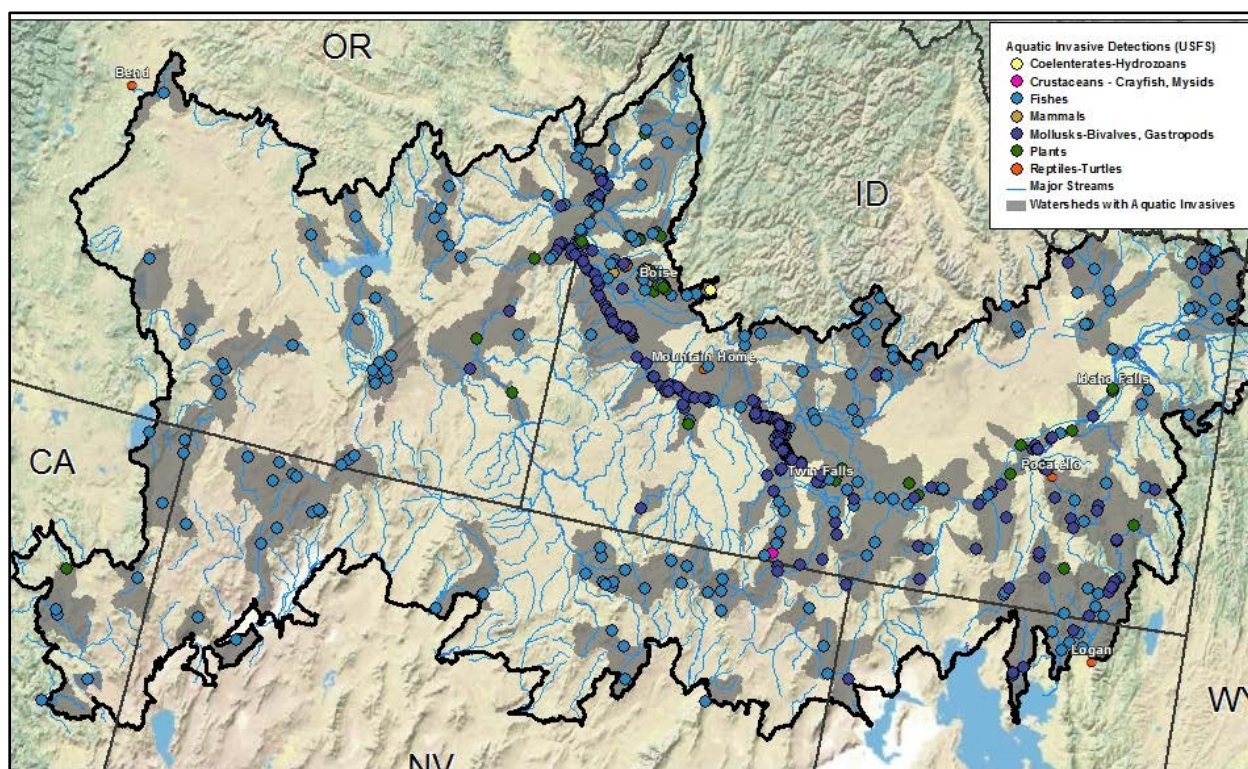 OR
Bend
Aquatic Invasive Detections (USFS)
Coelenterates-Hydrozoans
Crustaceans - Crayfish, Mysids
Fishes
Mammals
Mollusks-Bivalves, Gastropods
Plants
Reptiles-Turtles
Major Streams
Watersheds with Aquatic Invasives
ID
Boise
Mountain Home
Idaho Falls
CA
Twin Falls
Pocatello
Logan
WY
NV